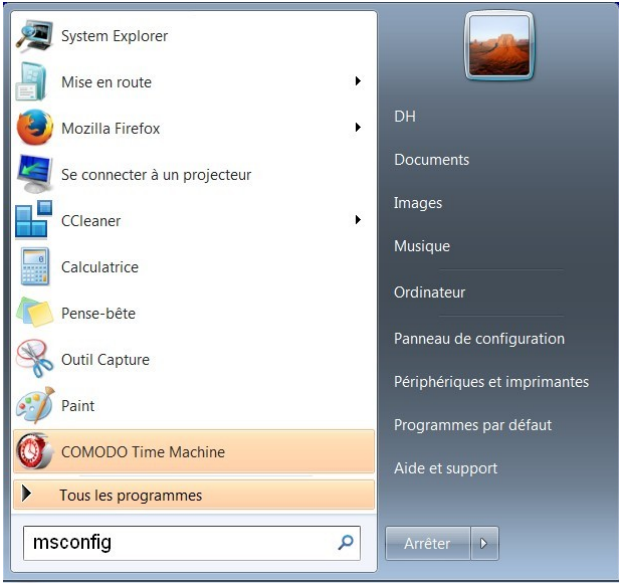 System Explorer
Mise en route
Mozilla Firefox
Se connecter à un projecteur
CCleaner
Calculatrice
Pense-bête
Outil Capture
Paint
COMODO Time Machine
Tous les programmes
msconfig
DH
Documents
Images
Musique
Ordinateur
Panneau de configuration
Périphériques et imprimantes
Programmes par défaut
Aide et support
Arrêter